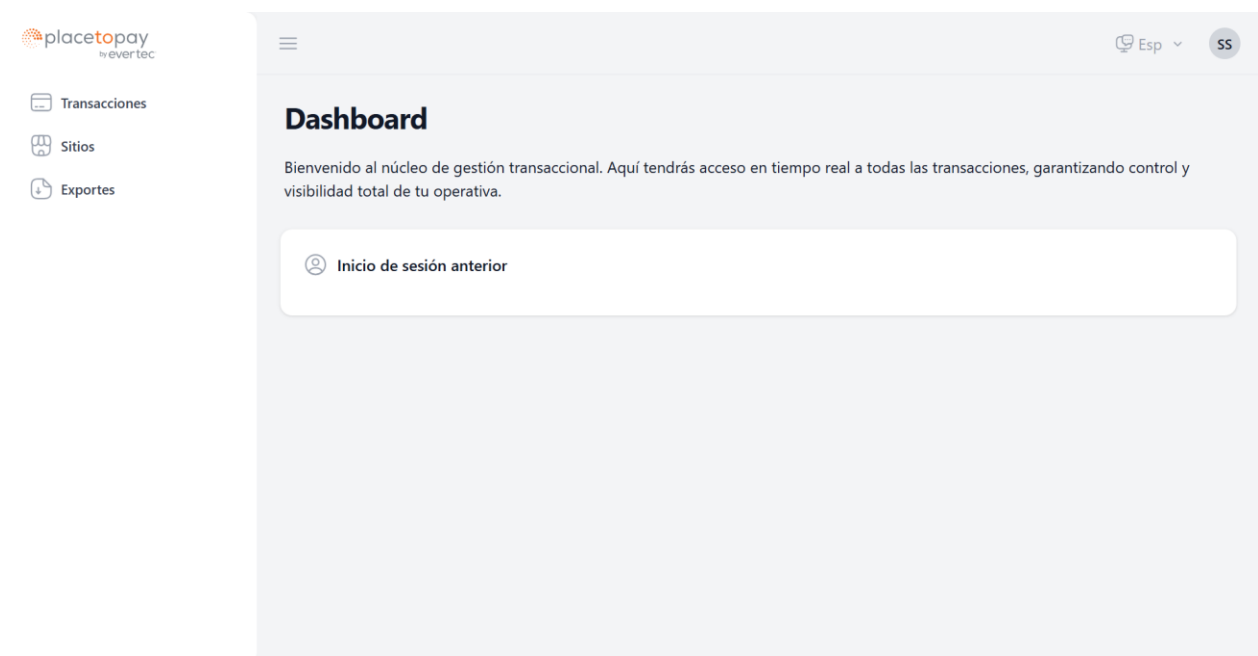 placetopay
by evertec
Esp
SS
Transacciones
Sitios
Exportes
Dashboard
Bienvenido al núcleo de gestión transaccional. Aquí tendrás acceso en tiempo real a todas las transacciones, garantizando control y
visibilidad total de tu operativa.
Inicio de sesión anterior